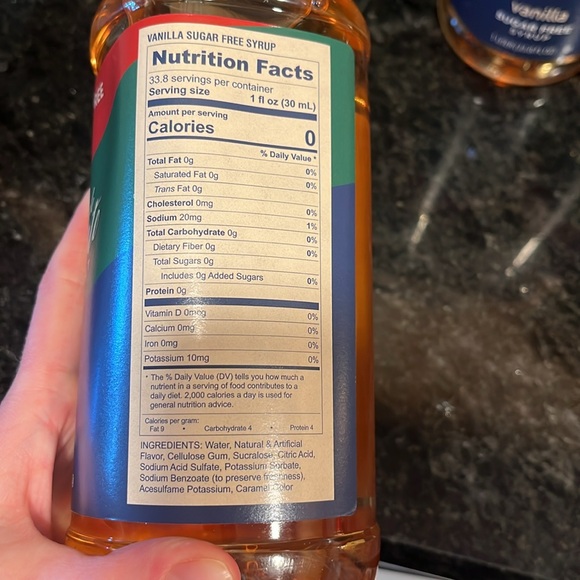 VANILLA SUGAR FREE SYRUP
Nutrition Facts
33.8 servings per container
Serving size 1 fl oz (30 mL)
Amount per serving
Calories 0
% Daily Value *
Total Fat 0g 0%
Saturated Fat 0g 0%
Trans Fat 0g
Cholesterol 0mg 0%
Sodium 20mg 1%
Total Carbohydrate 0g 0%
Dietary Fiber 0g 0%
Total Sugars 0g
Includes 0g Added Sugars 0%
Protein 0g
Vitamin D 0mcg 0%
Calcium 0mg 0%
Iron 0mg 0%
Potassium 10mg 0%
* The % Daily Value (DV) tells you how much a
nutrient in a serving of food contributes to a
daily diet. 2,000 calories a day is used for
general nutrition advice.
Calories per gram:
Fat 9 • Carbohydrate 4 • Protein 4
INGREDIENTS: Water, Natural & Artificial
Flavor, Cellulose Gum, Sucralose, Citric Acid,
Sodium Acid Sulfate, Potassium Sorbate,
Sodium Benzoate (to preserve freshness),
Acesulfame Potassium, Caramel Color
vanilla
SUGAR FREE
SYRUP